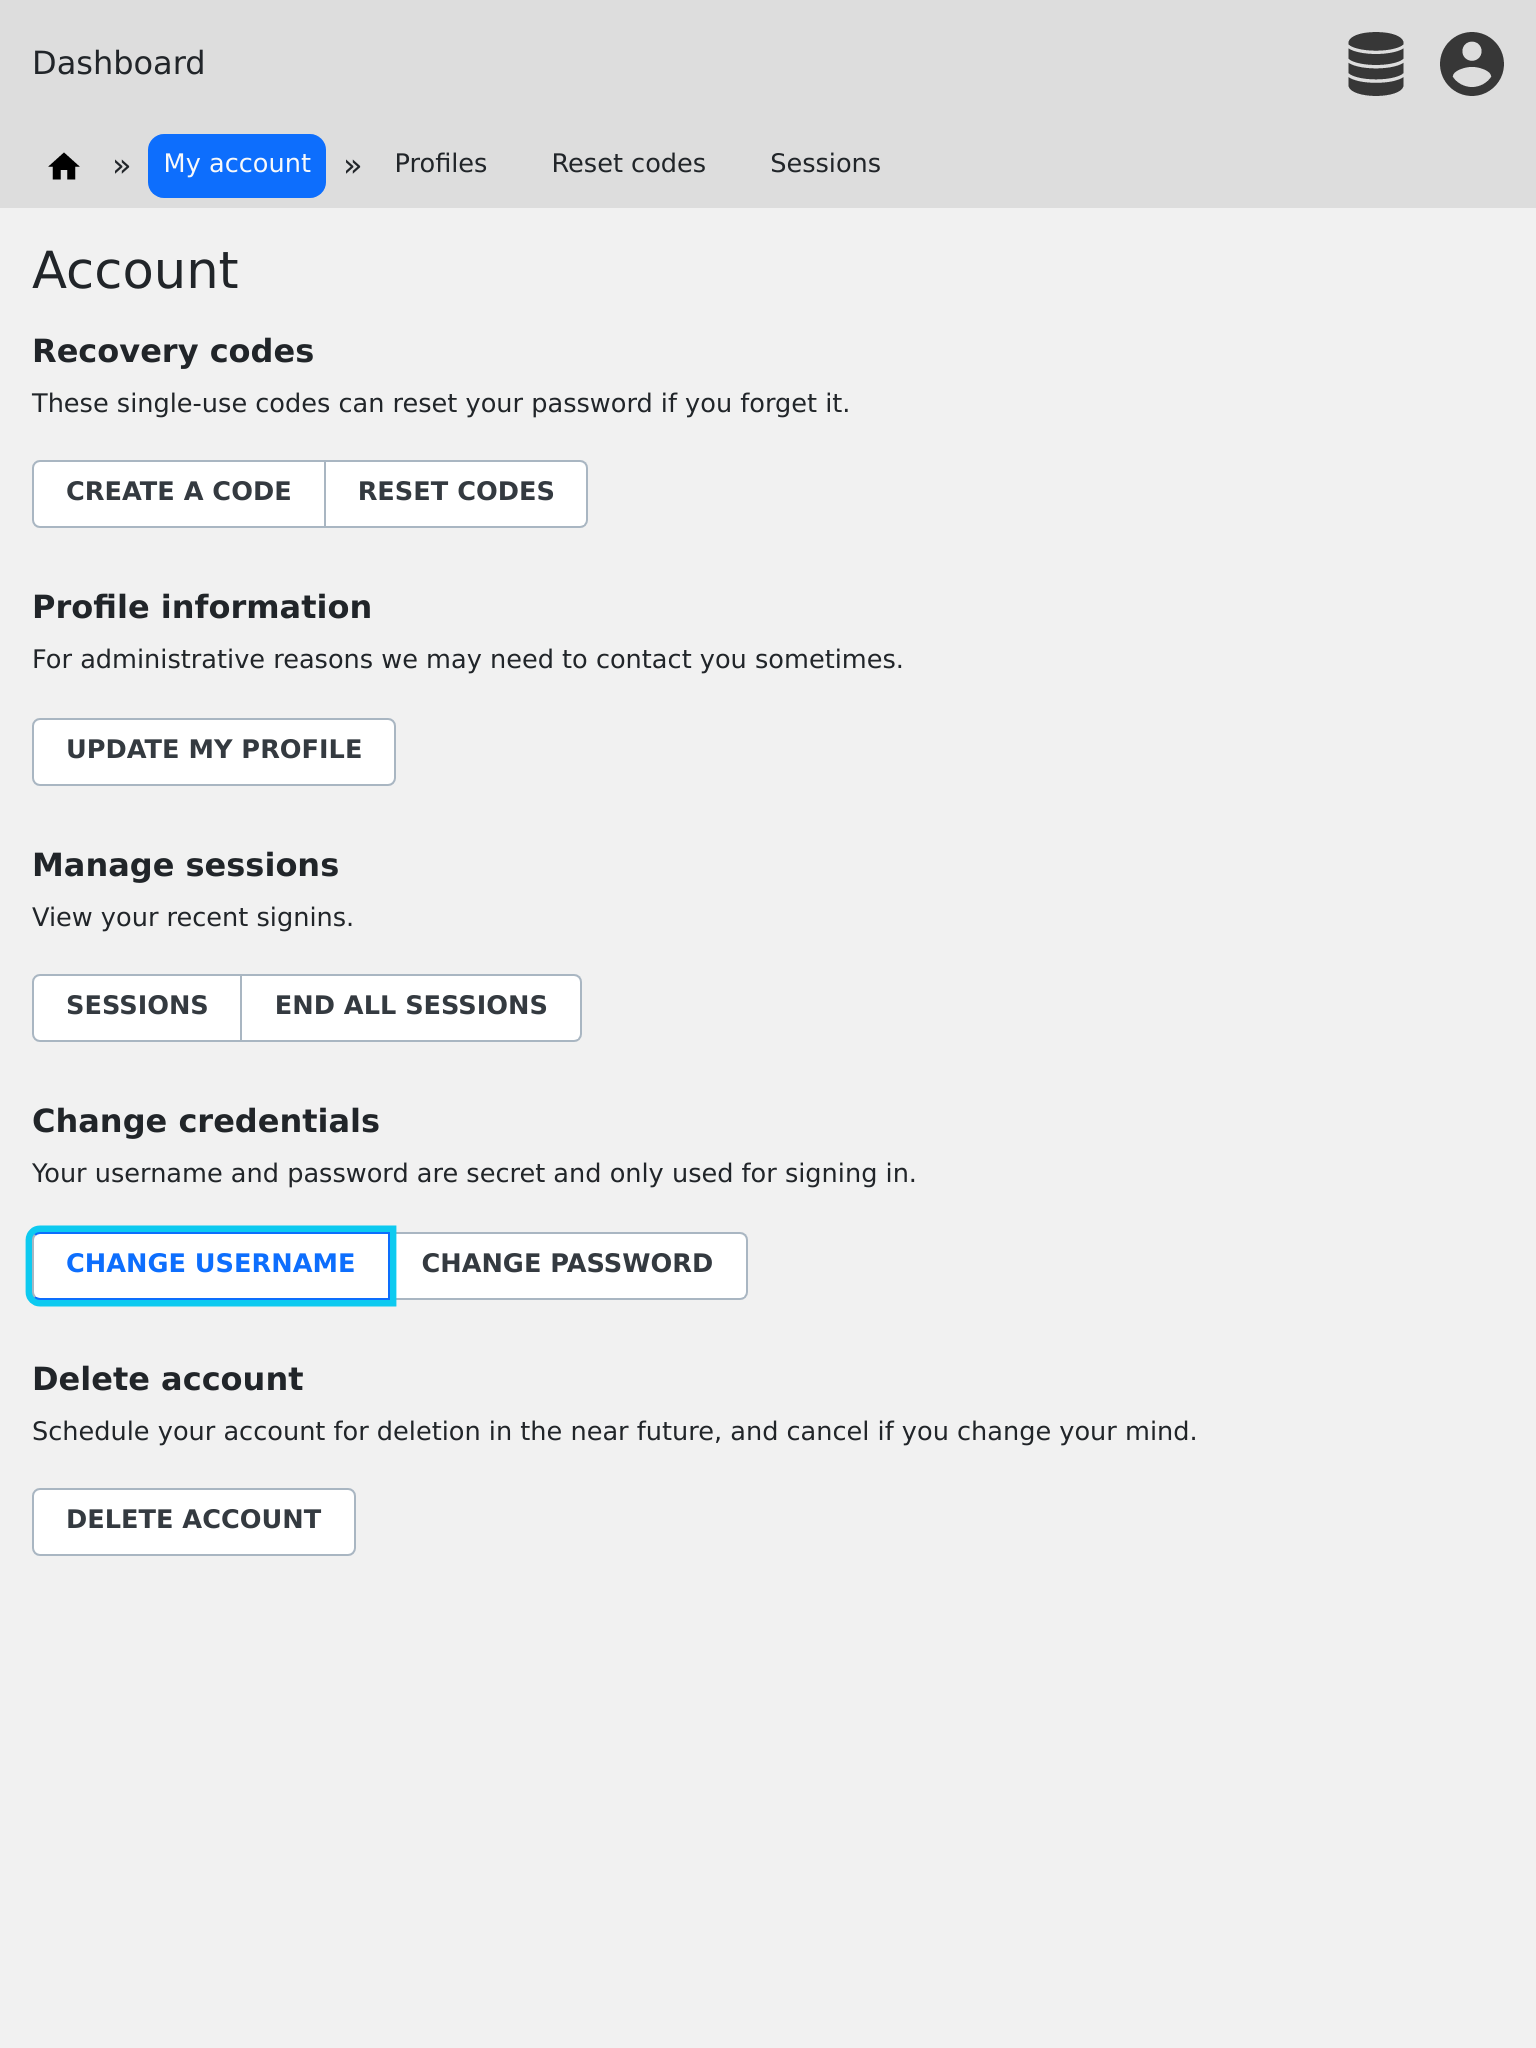 Dashboard
» My account » Profiles Reset codes Sessions
Account
Recovery codes
These single-use codes can reset your password if you forget it.
CREATE A CODE RESET CODES
Profile information
For administrative reasons we may need to contact you sometimes.
UPDATE MY PROFILE
Manage sessions
View your recent signins.
SESSIONS END ALL SESSIONS
Change credentials
Your username and password are secret and only used for signing in.
CHANGE USERNAME CHANGE PASSWORD
Delete account
Schedule your account for deletion in the near future, and cancel if you change your mind.
DELETE ACCOUNT